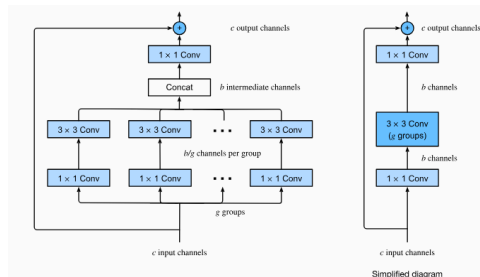 +
c output channels
1 × 1 Conv
Concat
b intermediate channels
3 × 3 Conv
3 × 3 Conv
...
3 × 3 Conv
b/g channels per group
1 × 1 Conv
1 × 1 Conv
...
1 × 1 Conv
g groups
c input channels
+
c output channels
1 × 1 Conv
b channels
3 × 3 Conv
(g groups)
b channels
1 × 1 Conv
c input channels
Simplified diagram